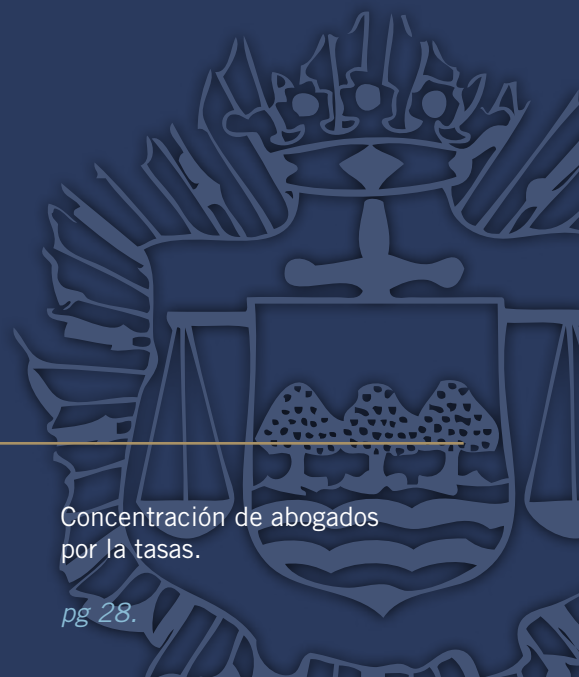 Concentración de abogados
por la tasas.
pg 28.